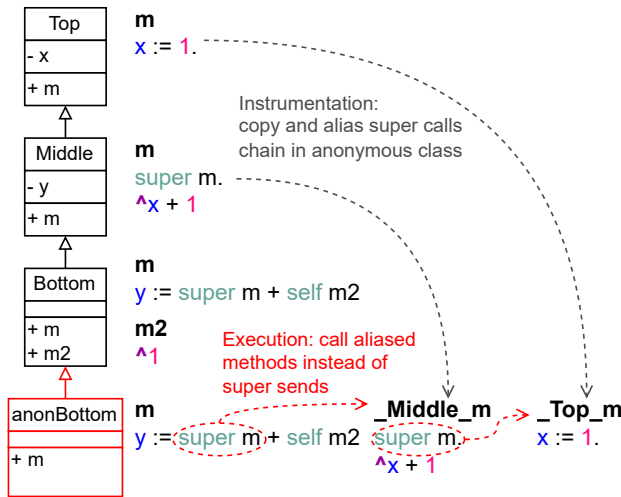 Top
- x
+ m
m
x := 1.
Instrumentation:
copy and alias super calls
chain in anonymous class
Middle
- y
+ m
m
super m.
^x + 1
Bottom
+ m
+ m2
m
y := super m + self m2
m2
^1
Execution: call aliased
methods instead of
super sends
anonBottom
+ m
m
y := super m + self m2
_Middle_m
super m.
^x + 1
_Top_m
x := 1.